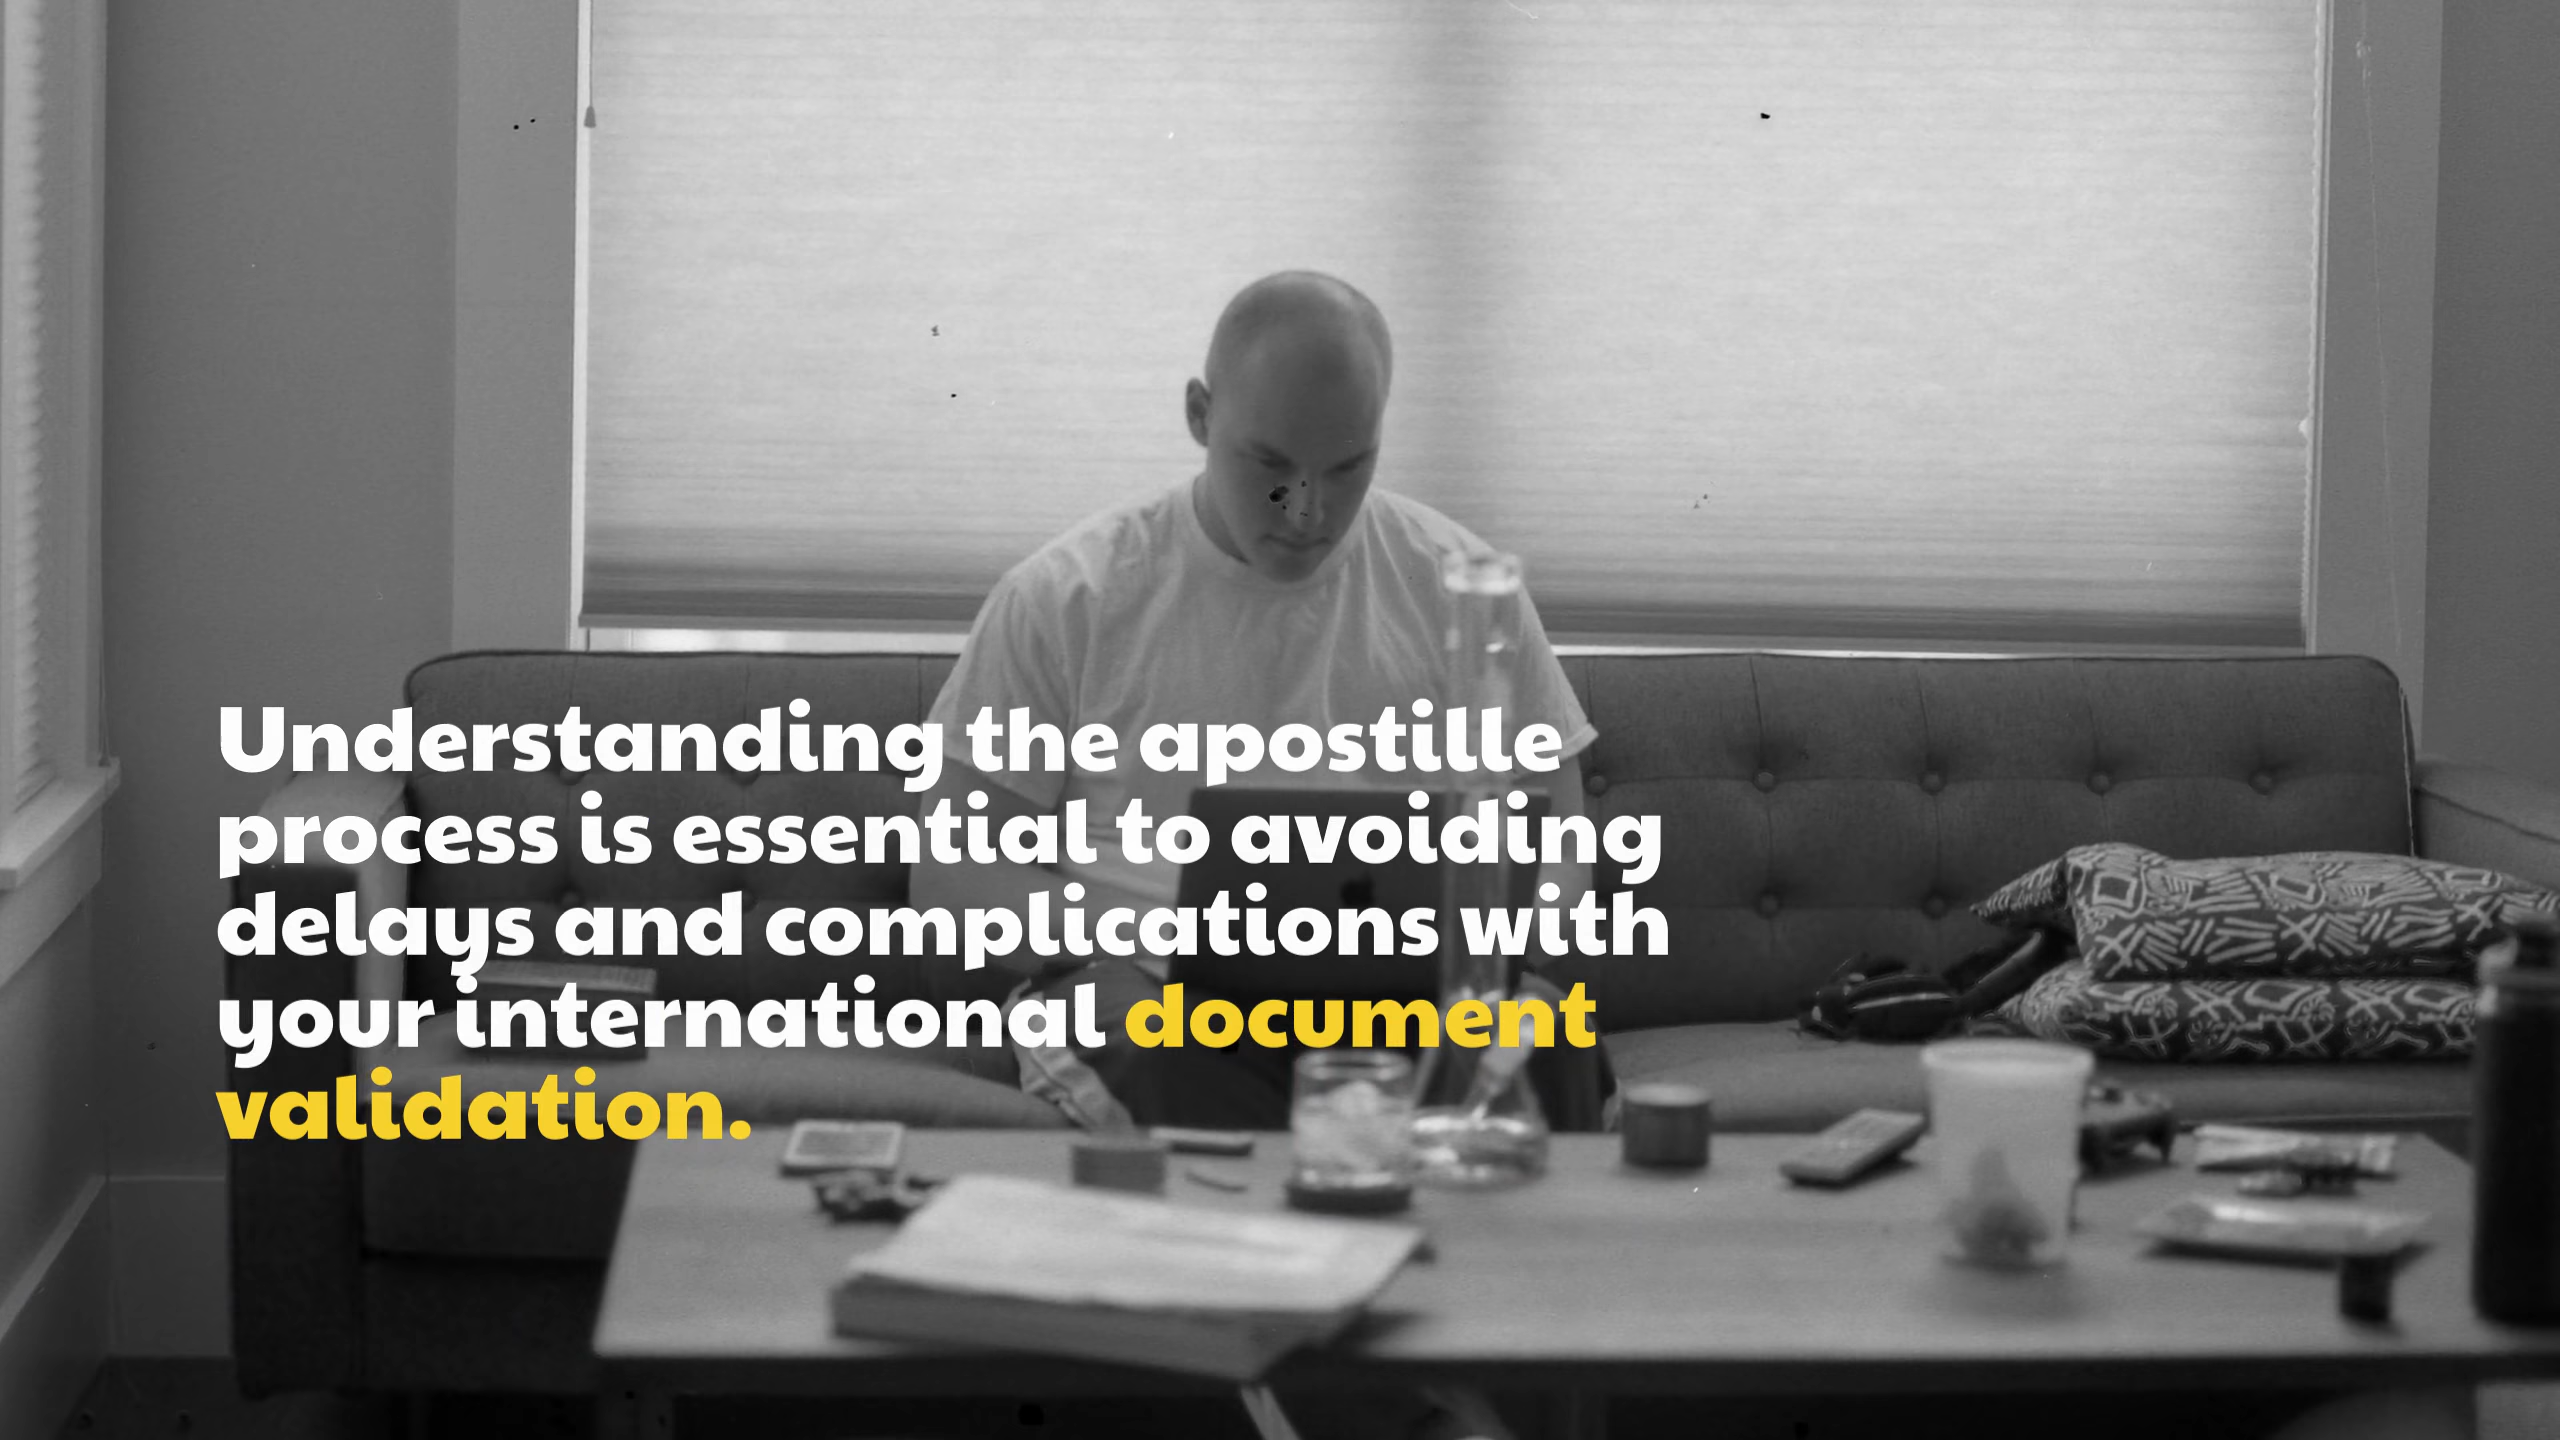 Understanding the apostille
process is essential to avoiding
delays and complications with
your international document
validation.